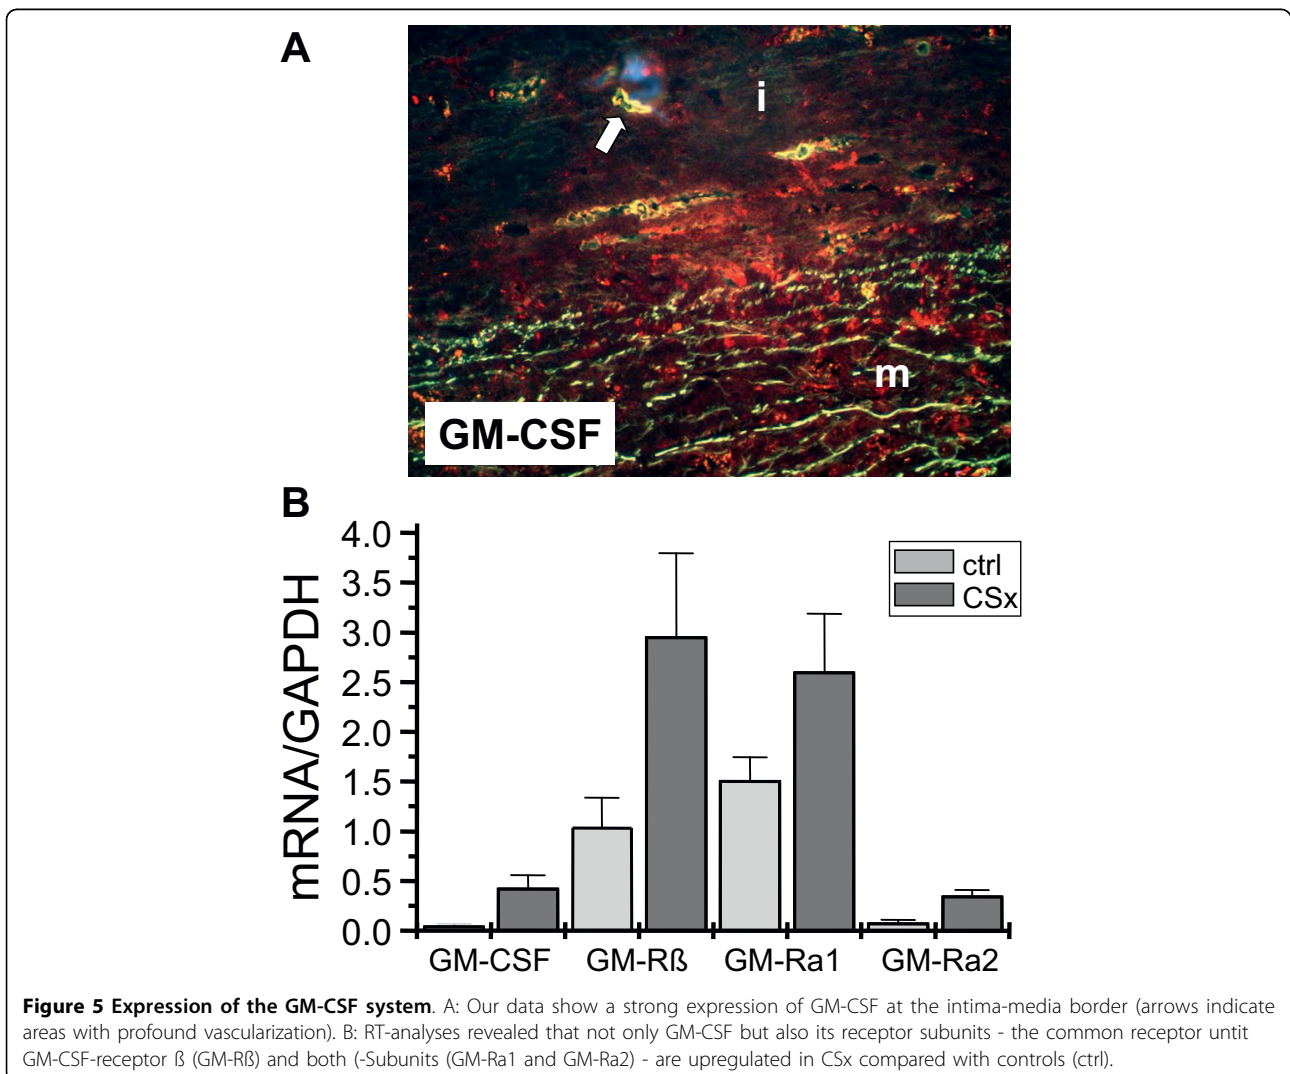 A
i
m
GM-CSF
B
4.0
3.5
3.0
2.5
2.0
1.5
1.0
0.5
0.0
mRNA/GAPDH
ctrl
CSx
GM-CSF GM-Rß GM-Ra1 GM-Ra2
Figure 5 Expression of the GM-CSF system. A: Our data show a strong expression of GM-CSF at the intima-media border (arrows indicate
areas with profound vascularization). B: RT-analyses revealed that not only GM-CSF but also its receptor subunits - the common receptor untit
GM-CSF-receptor ß (GM-Rß) and both (-Subunits (GM-Ra1 and GM-Ra2) - are upregulated in CSx compared with controls (ctrl).